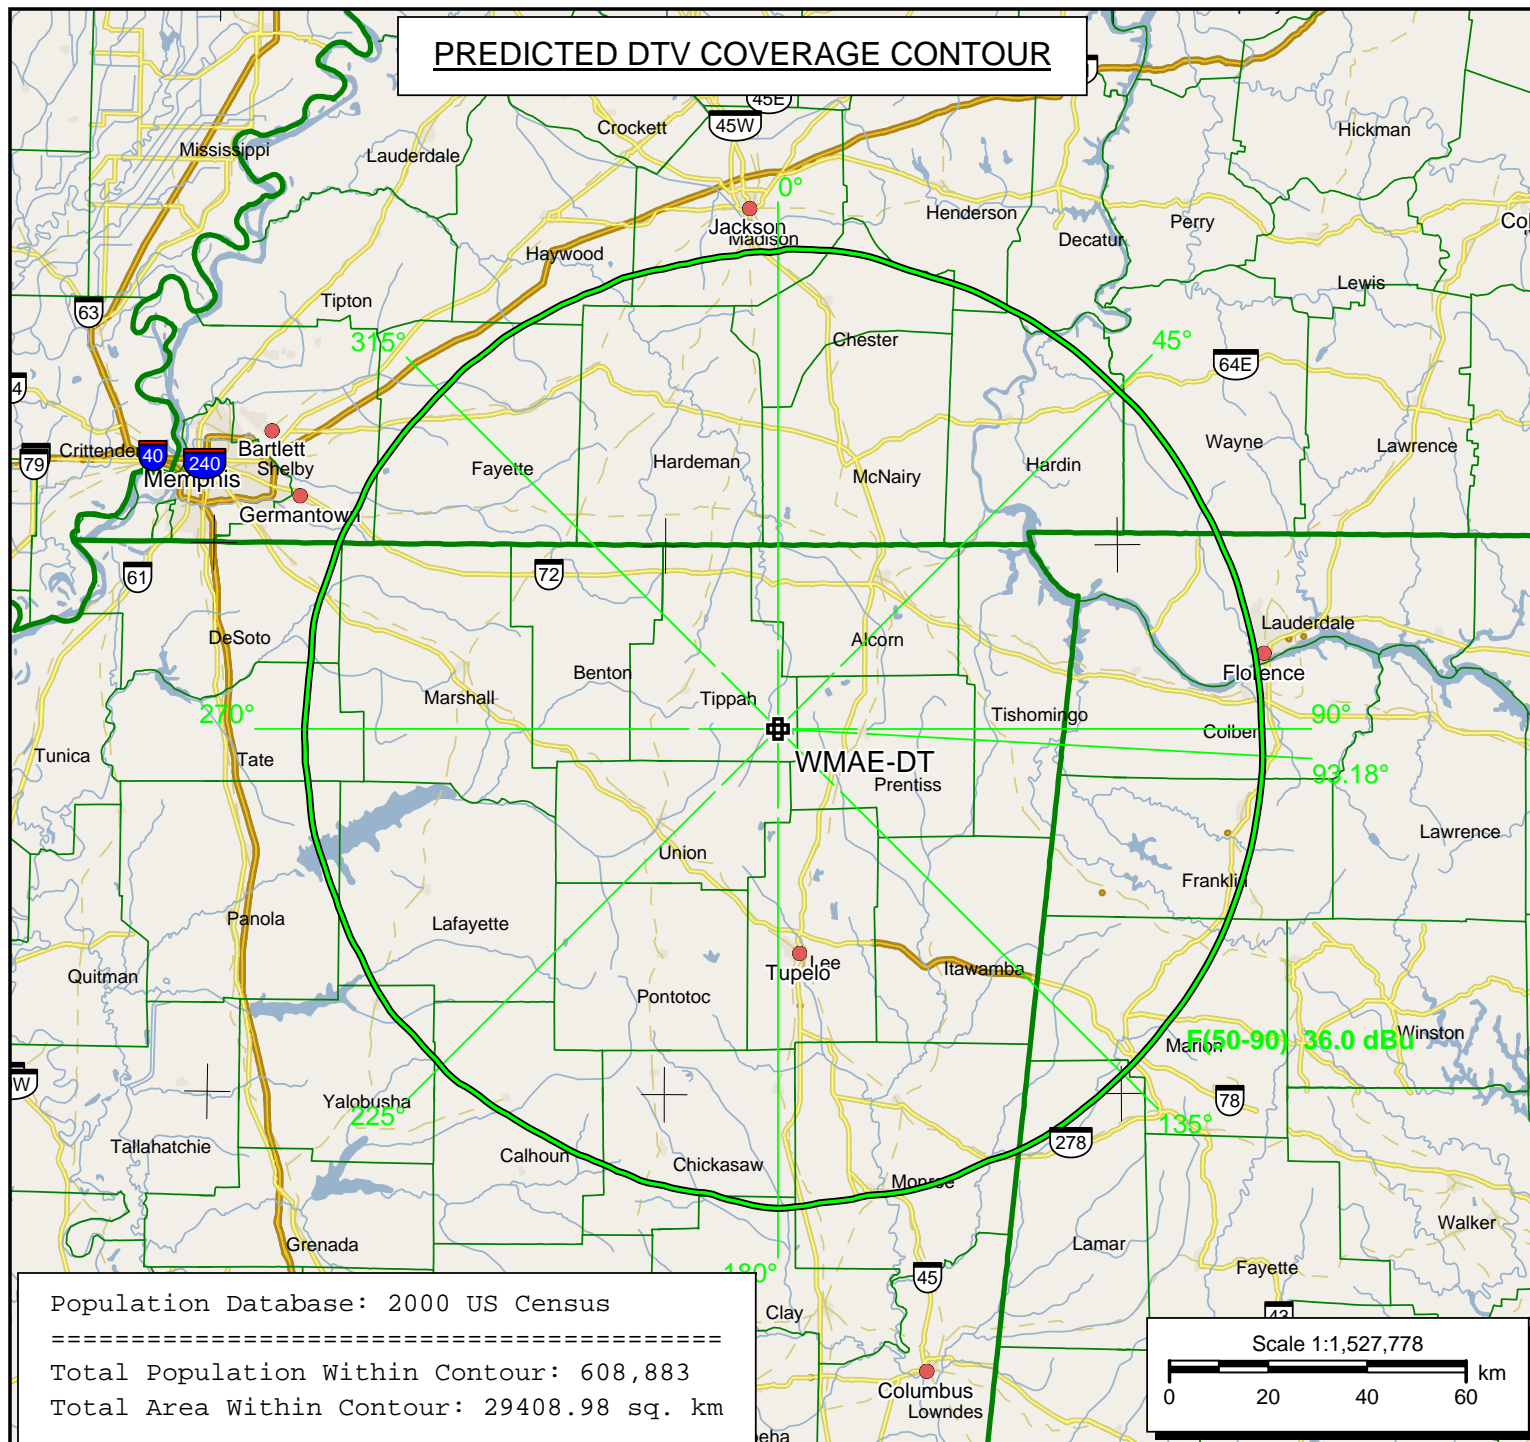 PREDICTED DTV COVERAGE CONTOUR
45E
45W
Crockett
Hickman
Mississippi
Lauderdale
0°
Henderson
Perry
Jackson
Madison
Decatur
Haywood
Lewis
Tipton
63
315°
Chester
45°
64E
Bartlett
Crittenden
40
240
Shelby
79
Memphis
Fayette
Hardeman
McNairy
Hardin
Wayne
Lawrence
Germantown
61
72
DeSoto
Alcorn
Lauderdale
Florence
Benton
Marshall
Tippah
Tishomingo
270°
90°
Colbert
Tunica
Tate
WMAE-DT
93.18°
Prentiss
Lawrence
Union
Franklin
Panola
Lafayette
Quitman
Tupelo
Lee
Itawamba
Pontotoc
Marion
F(50-90) 36.0 dBu
Winston
W
Yalobusha
225°
78
135°
Tallahatchie
278
Calhoun
Chickasaw
Monroe
Walker
Grenada
Lamar
Fayette
180°
45
43
Clay
Columbus
Lowndes
Population Database: 2000 US Census
==========================================
Total Population Within Contour: 608,883
Total Area Within Contour: 29408.98 sq. km
Scale 1:1,527,778
km
0 20 40 60